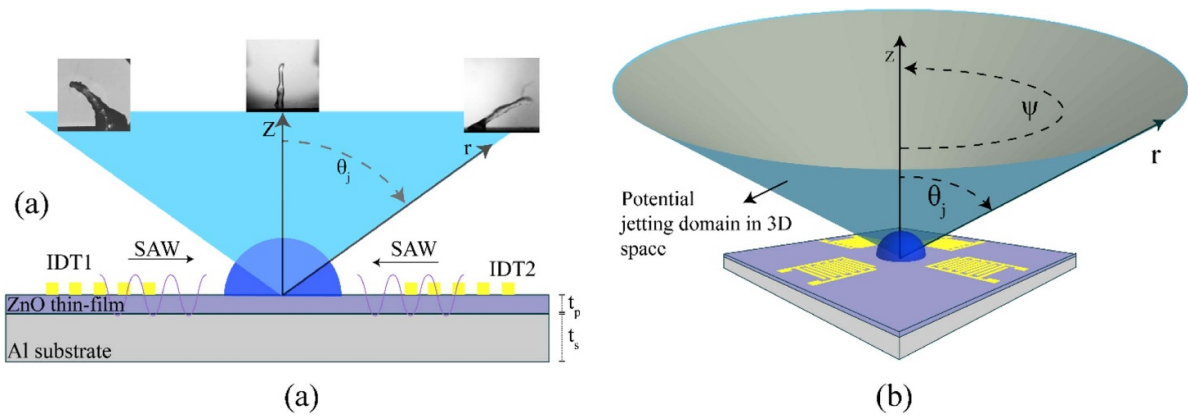 Z
r
θj
(a)
SAW
SAW
IDT1
IDT2
ZnO thin-film
tp
Al substrate
ts
(a)
z
ψ
r
θj
Potential
jetting domain in 3D
space
(b)